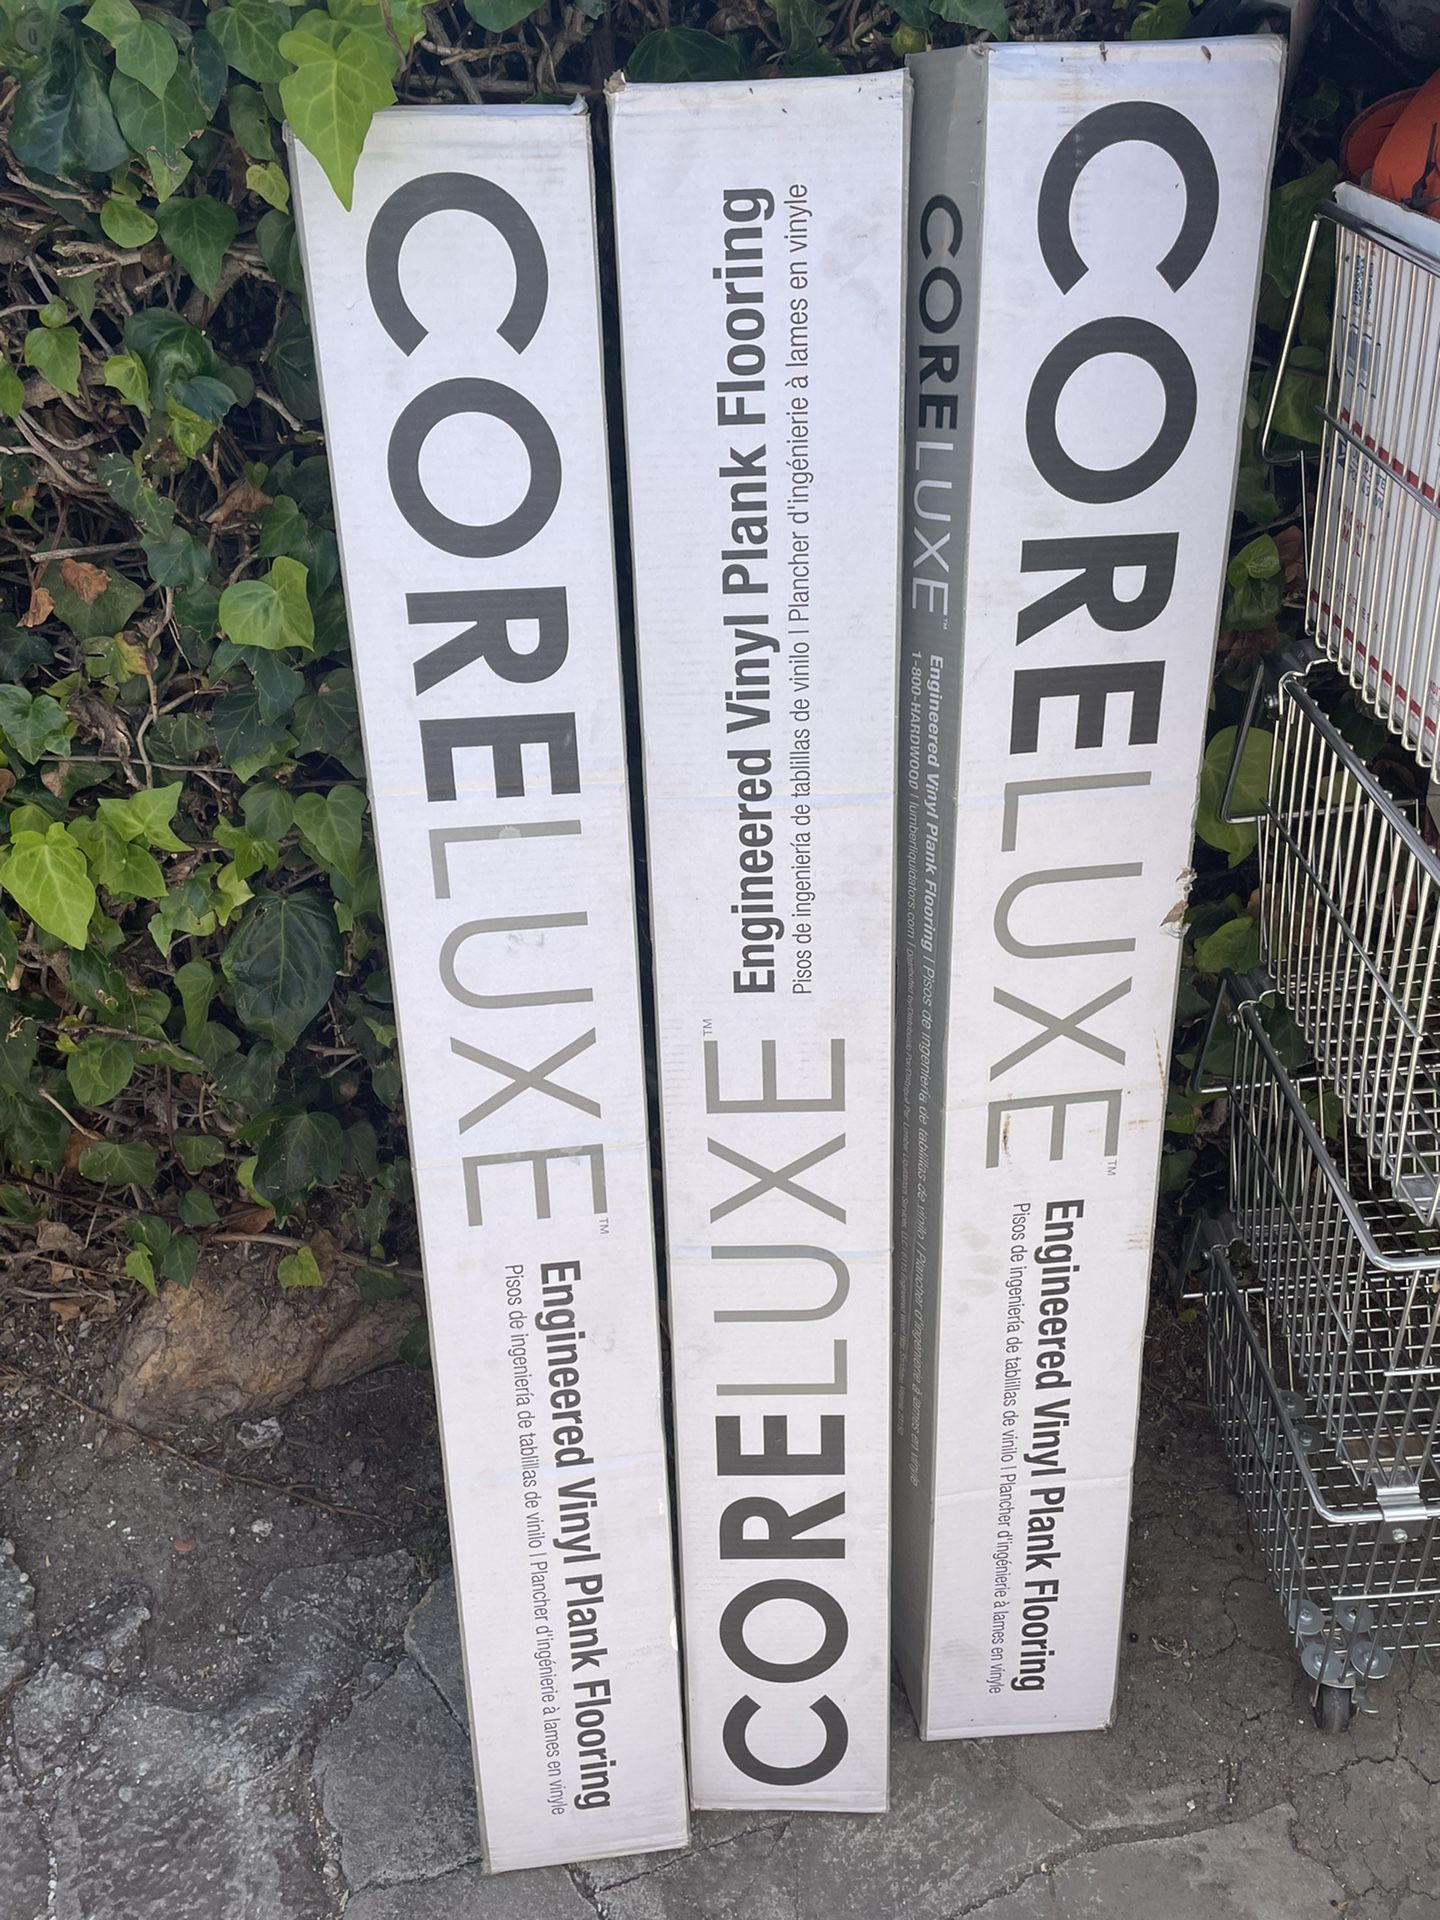 CORELUXE™
Engineered Vinyl Plank Flooring
Pisos de ingeniería de tablillas de vinilo | Plancher d'ingénierie à lames en vinyle
CORELUXE™
Engineered Vinyl Plank Flooring
Pisos de ingeniería de tablillas de vinilo | Plancher d'ingénierie à lames en vinyle
CORELUXE™
Engineered Vinyl Plank Flooring | Pisos de ingeniería de tablillas de vinilo | Plancher d'ingénierie à lames en vinyle
1-800-HARDWOOD | lumberliquidators.com
CORELUXE™
Engineered Vinyl Plank Flooring
Pisos de ingeniería de tablillas de vinilo | Plancher d'ingénierie à lames en vinyle